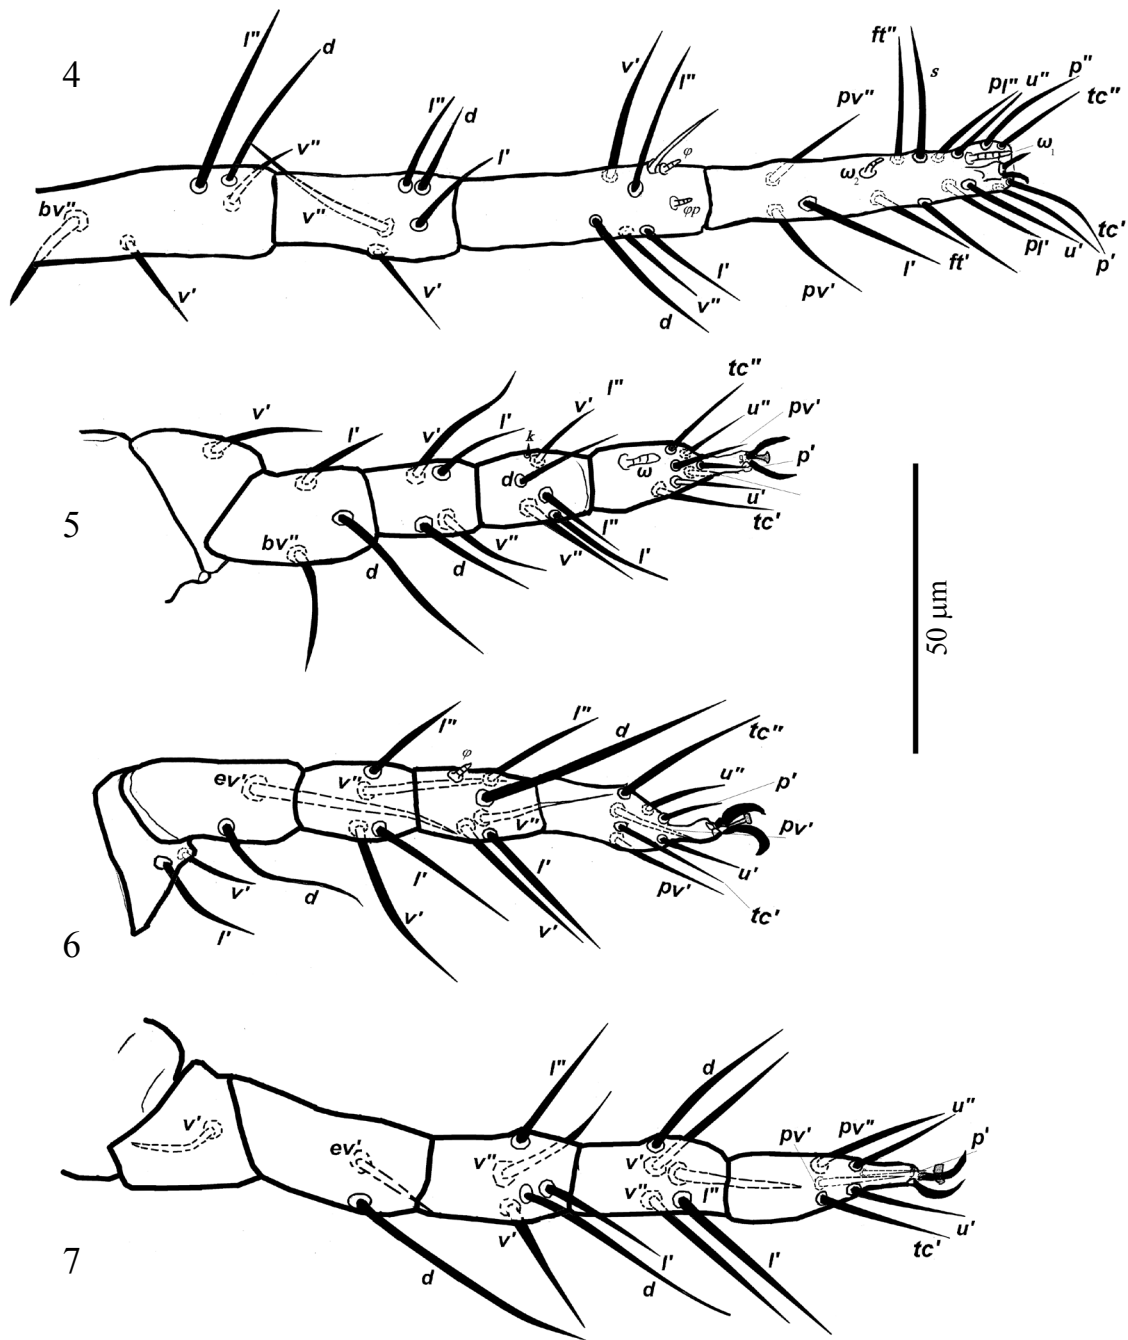 4
l" d v" bv" v'
l" d l' v" v'
v' l" φ φp l' v" d
pv" ft" s pl" u" p" tc" ω1 ω2
pv' l' ft' pl' u' p' tc'
5
v' l' bv" d
v' l' v" d
k v' l" d l" l' v"
tc" u" pv' p' ω u' tc'
50 μm
6
l' v' ev' d
l" v" l' v'
φ l" d v" l' v'
tc" u" p' pv' u' tc' pv'
7
v' ev' d
l" v" v' l' d
d v' v" l" l'
pv' pv" u" p' u' tc'